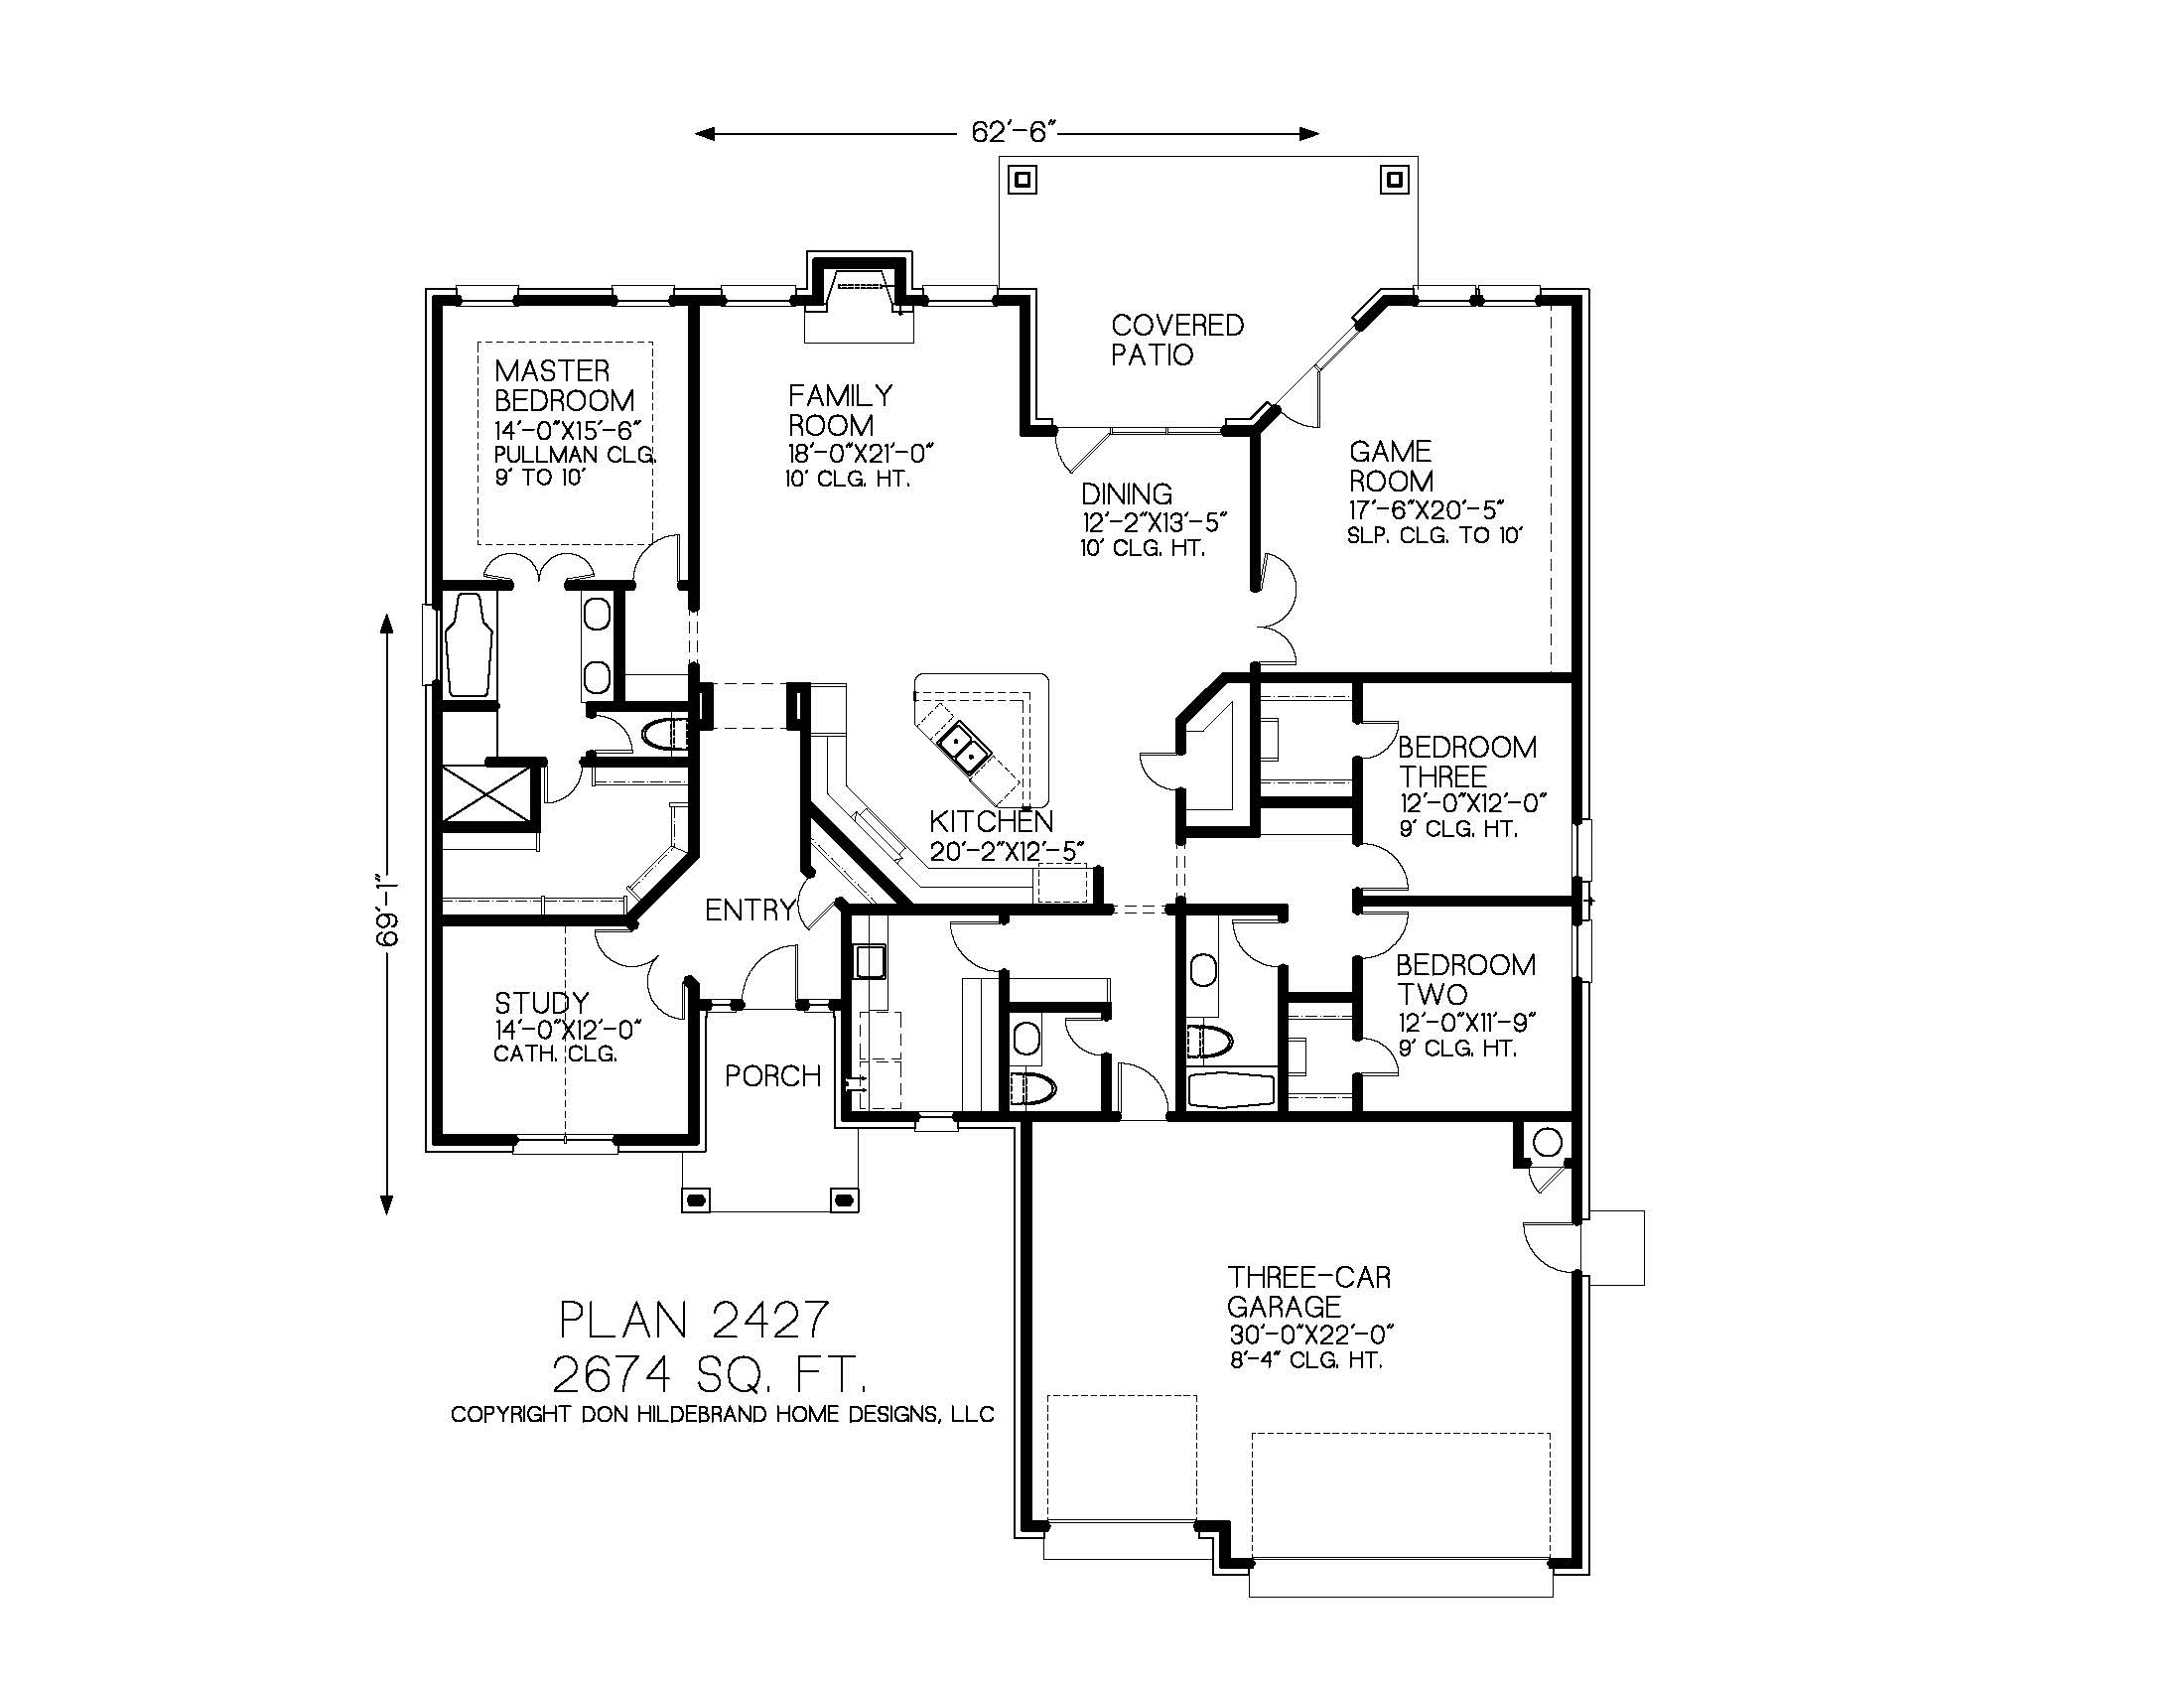 62'-6"
COVERED
PATIO
MASTER
BEDROOM
14'-0"X15'-6"
PULLMAN CLG.
9' TO 10'
FAMILY
ROOM
18'-0"X21'-0"
10' CLG. HT.
DINING
12'-2"X13'-5"
10' CLG. HT.
GAME
ROOM
17'-6"X20'-5"
SLP. CLG. TO 10'
KITCHEN
20'-2"X12'-5"
BEDROOM
THREE
12'-0"X12'-0"
9' CLG. HT.
69'-1"
ENTRY
STUDY
14'-0"X12'-0"
CATH. CLG.
PORCH
BEDROOM
TWO
12'-0"X11'-9"
9' CLG. HT.
THREE-CAR
GARAGE
30'-0"X22'-0"
8'-4" CLG. HT.
PLAN 2427
2674 SQ. FT.
COPYRIGHT DON HILDEBRAND HOME DESIGNS, LLC